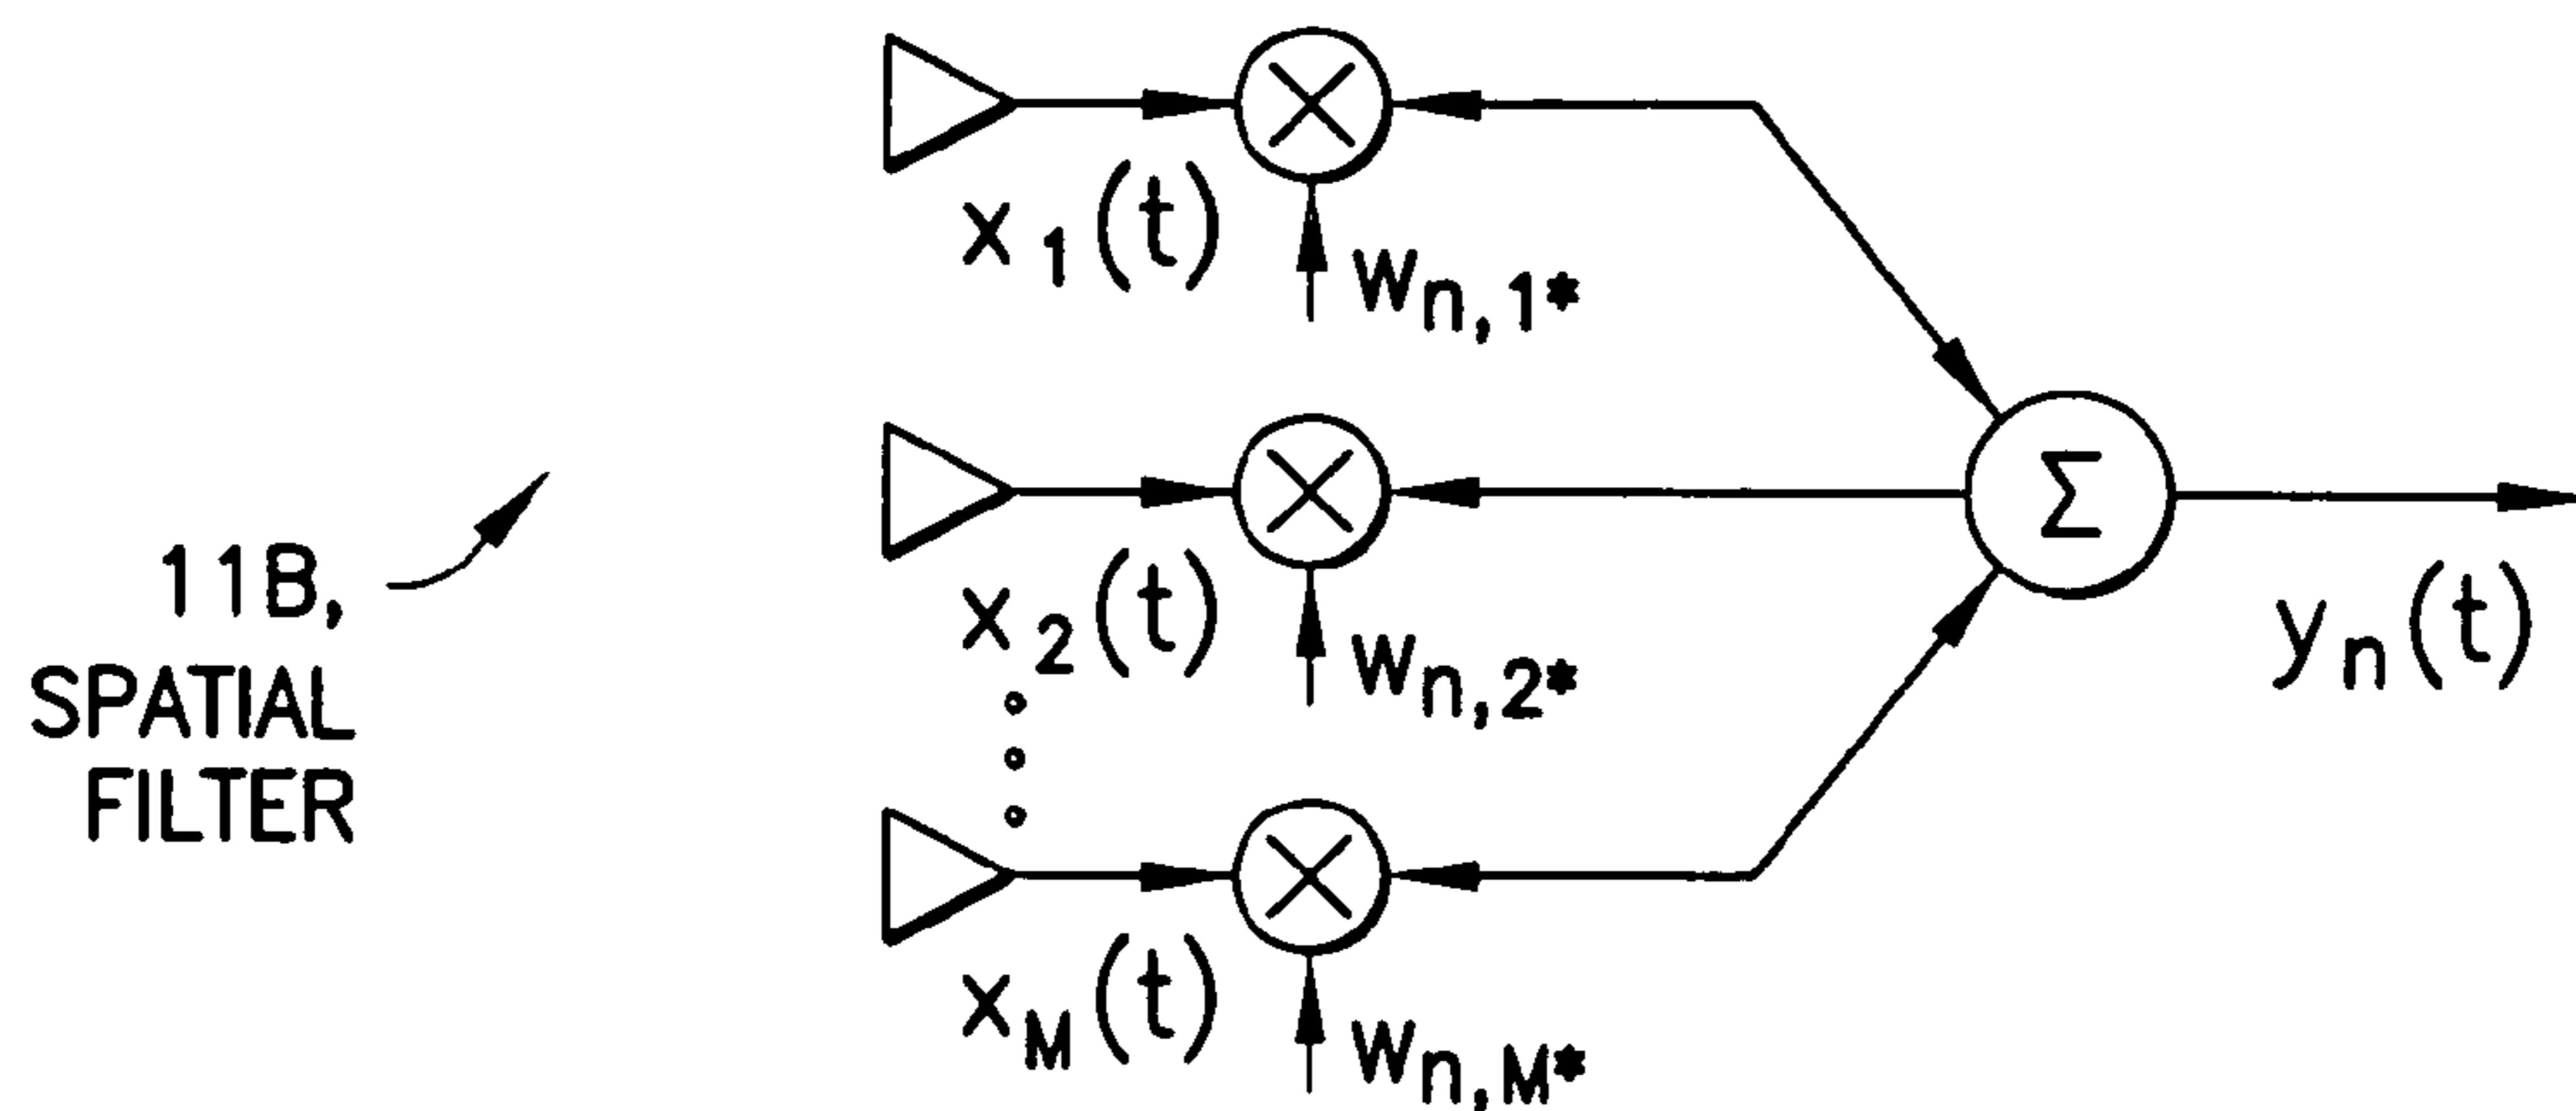 x1(t)
wn,1*
x2(t)
wn,2*
Σ
yn(t)
11B,
SPATIAL
FILTER
xM(t)
wn,M*